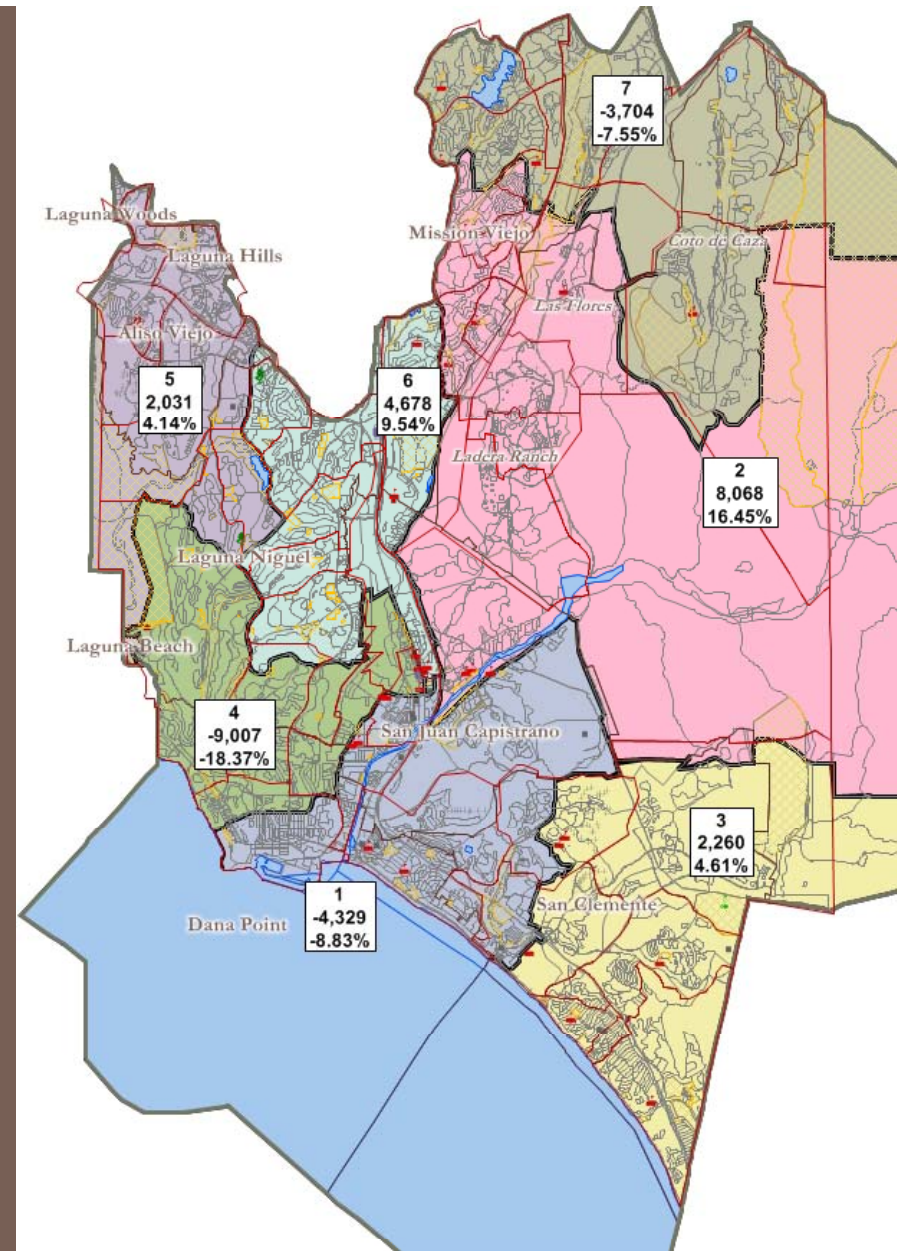 7
-3,704
-7.55%
Laguna Woods
Mission Viejo
Coto de Caza
Laguna Hills
Las Flores
Aliso Viejo
5
2,031
4.14%
6
4,678
9.54%
Ladera Ranch
2
8,068
16.45%
Laguna Niguel
Laguna Beach
4
-9,007
-18.37%
San Juan Capistrano
3
2,260
4.61%
1
-4,329
-8.83%
San Clemente
Dana Point